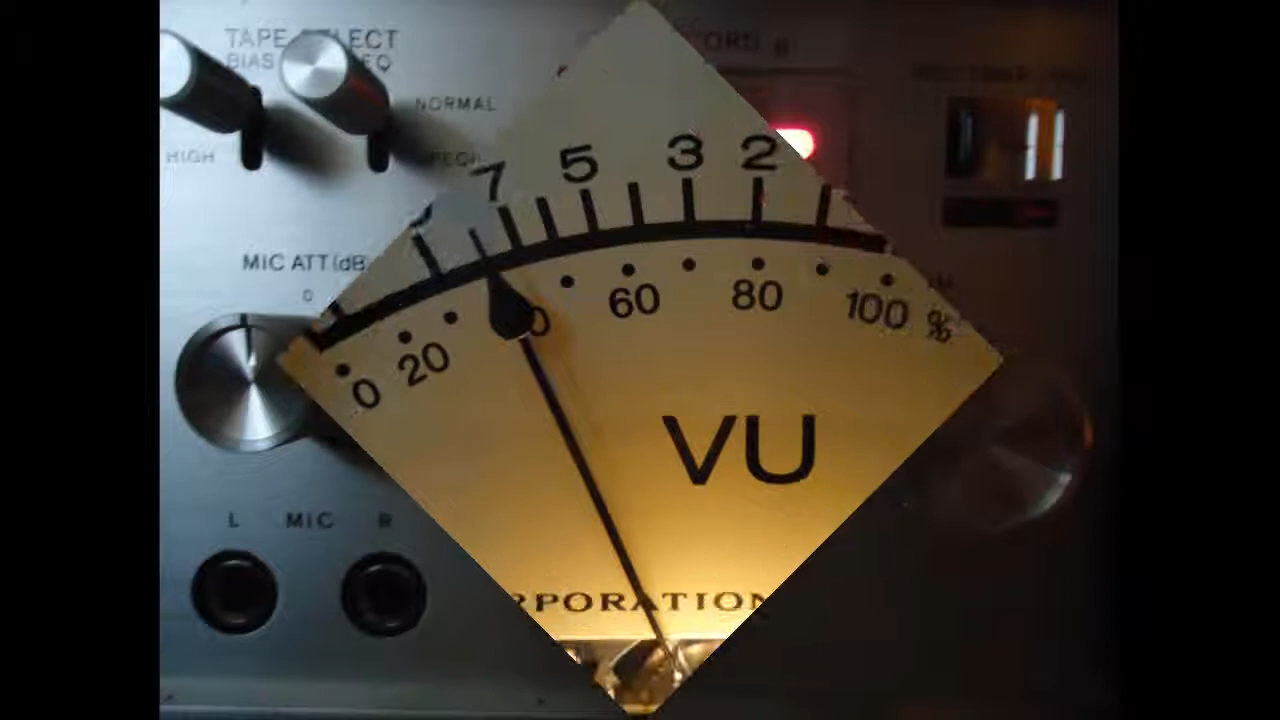 TAPE SELECT
BIAS EQ
NORMAL
HIGH
7 5 3 2
MIC ATT (dB
0
0 20 60 80 100 %
VU
L MIC R
RPORATION